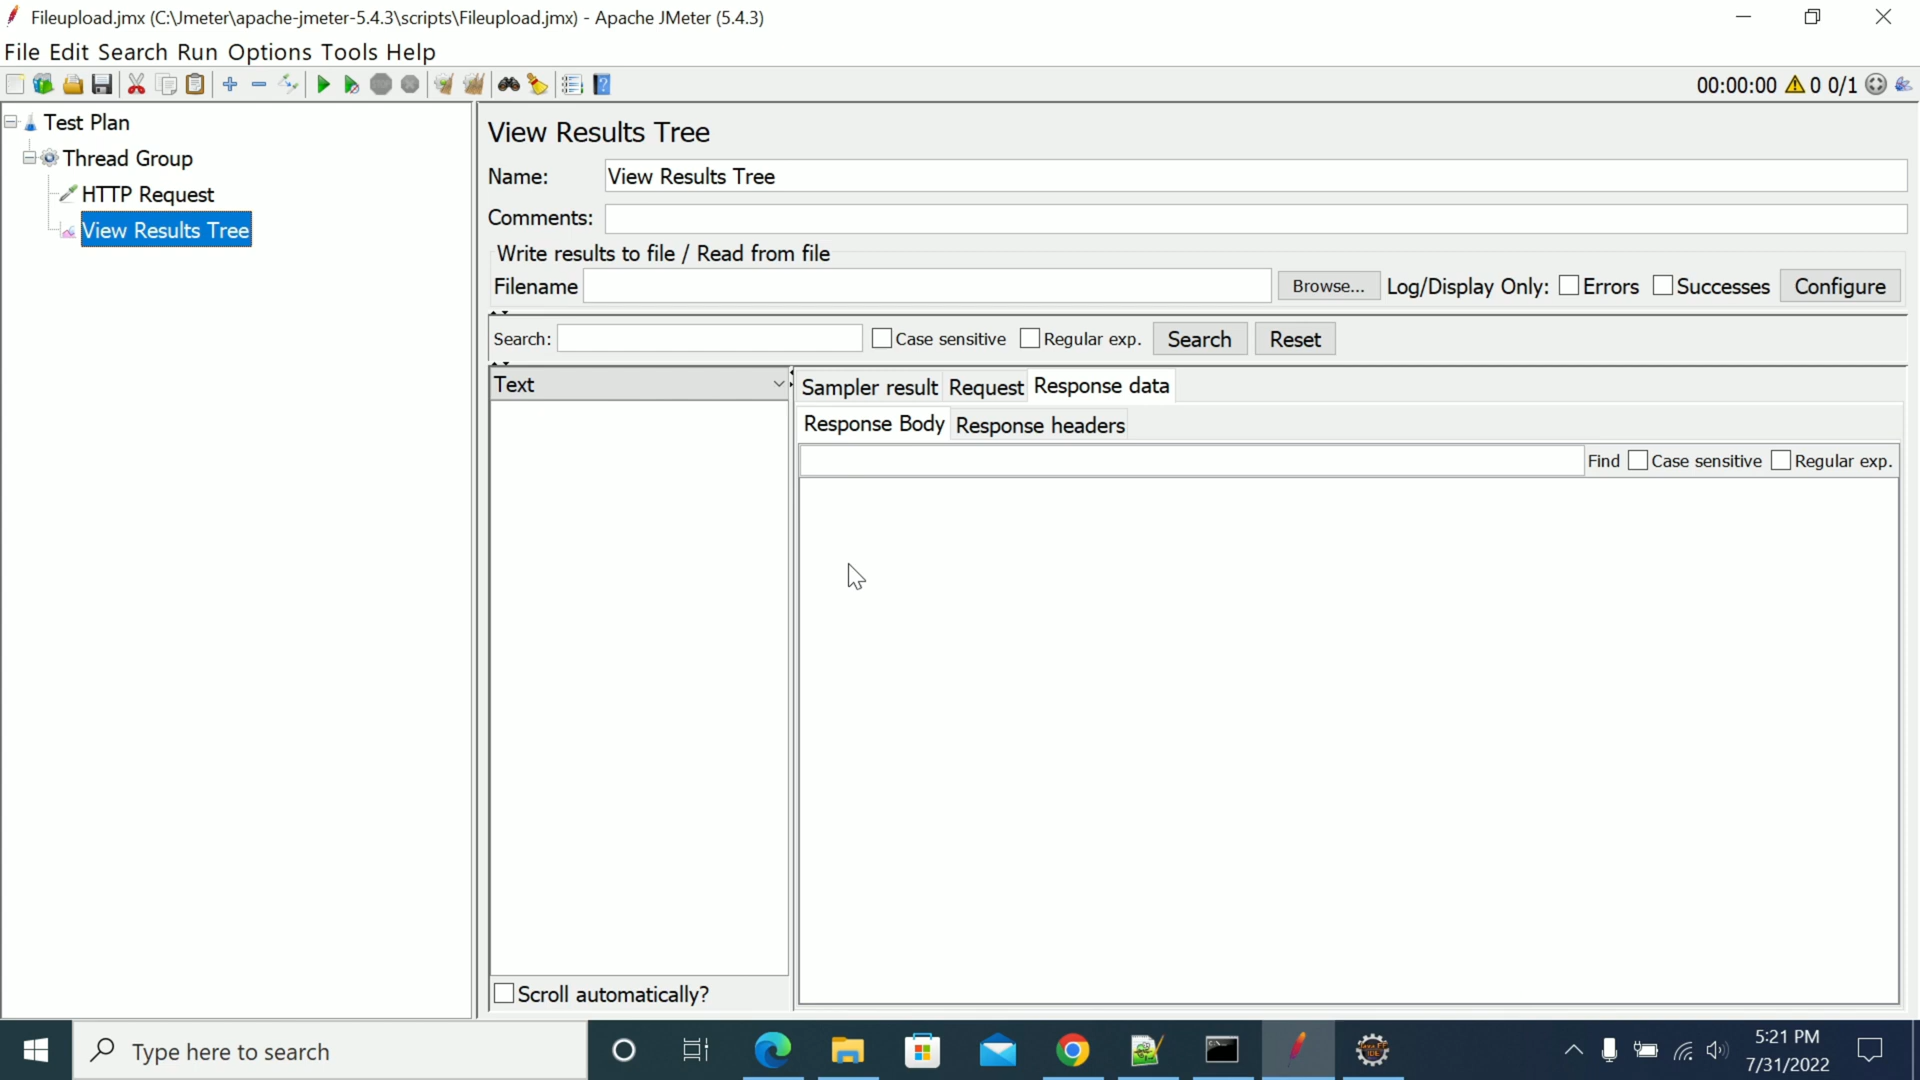 Fileupload.jmx (C:\Jmeter\apache-jmeter-5.4.3\scripts\Fileupload.jmx) - Apache JMeter (5.4.3)
File Edit Search Run Options Tools Help
00:00:00 0 0/1
Test Plan
Thread Group
HTTP Request
View Results Tree
View Results Tree
Name: View Results Tree
Comments:
Write results to file / Read from file
Filename Browse... Log/Display Only: Errors Successes Configure
Search: Case sensitive Regular exp. Search Reset
Text
Sampler result Request Response data
Response Body Response headers
Find Case sensitive Regular exp.
Scroll automatically?
Type here to search
5:21 PM
7/31/2022